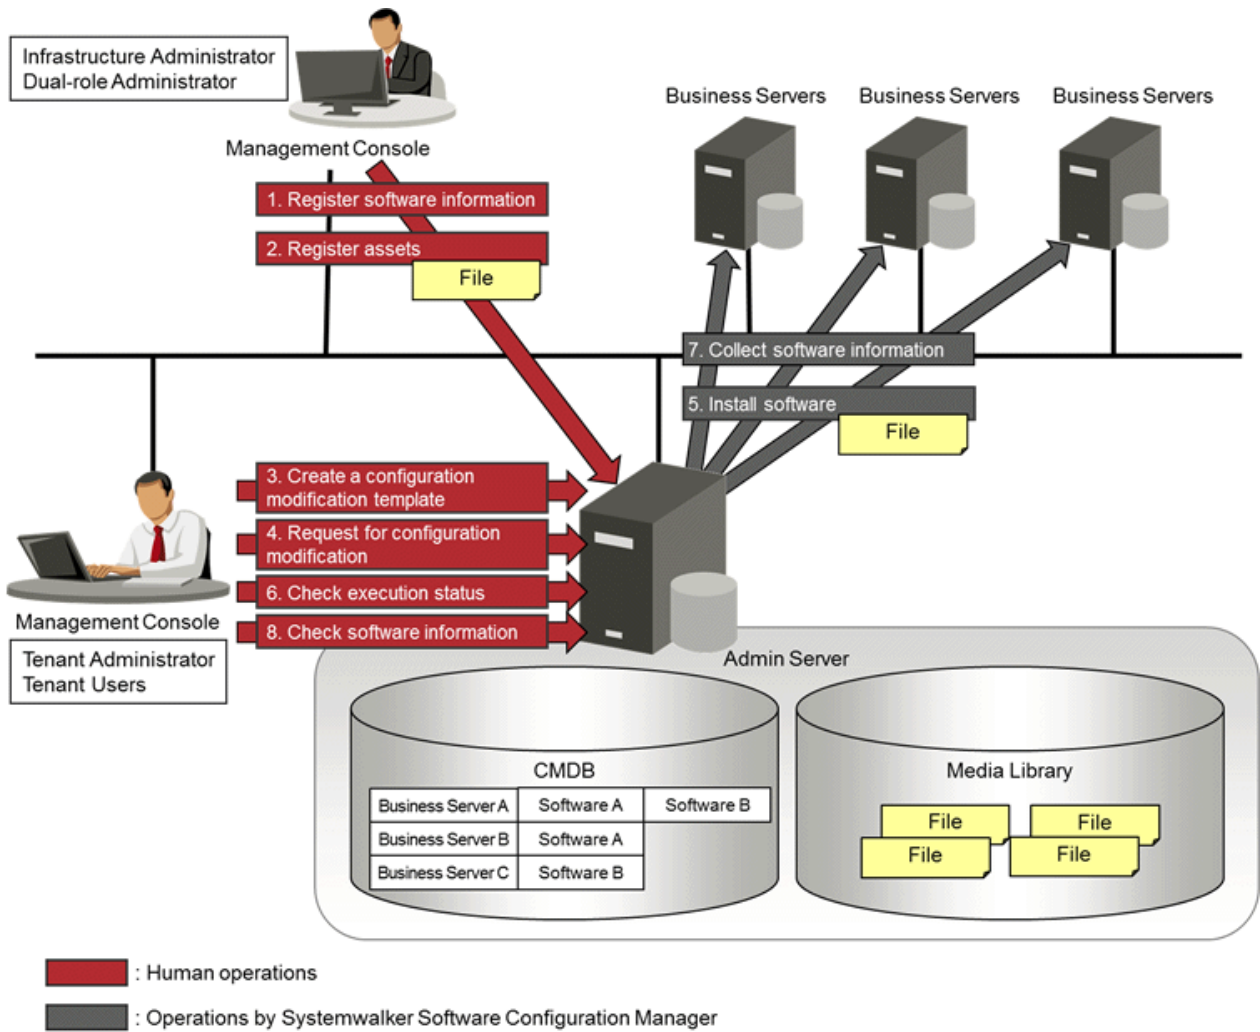 Infrastructure Administrator
Dual-role Administrator
Management Console
Business Servers
Business Servers
Business Servers
1. Register software information
2. Register assets
File
7. Collect software information
5. Install software
File
3. Create a configuration
modification template
4. Request for configuration
modification
6. Check execution status
8. Check software information
Management Console
Tenant Administrator
Tenant Users
Admin Server
CMDB
Business Server A Software A Software B
Business Server B Software A
Business Server C Software B
Media Library
File
File
File
File
: Human operations
: Operations by Systemwalker Software Configuration Manager